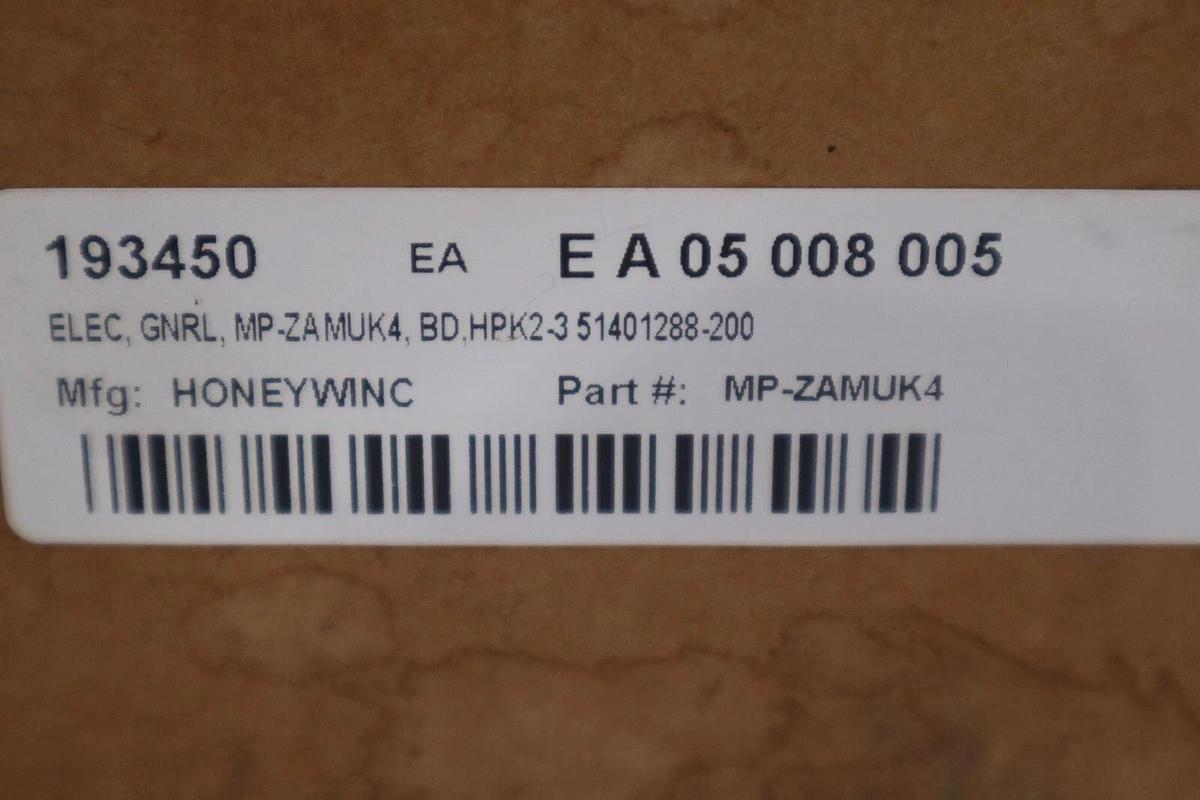 193450 EA E A 05 008 005
ELEC, GNRL, MP-ZAMUK4, BD,HPK2-3 51401288-200
Mfg: HONEYWINC Part #: MP-ZAMUK4